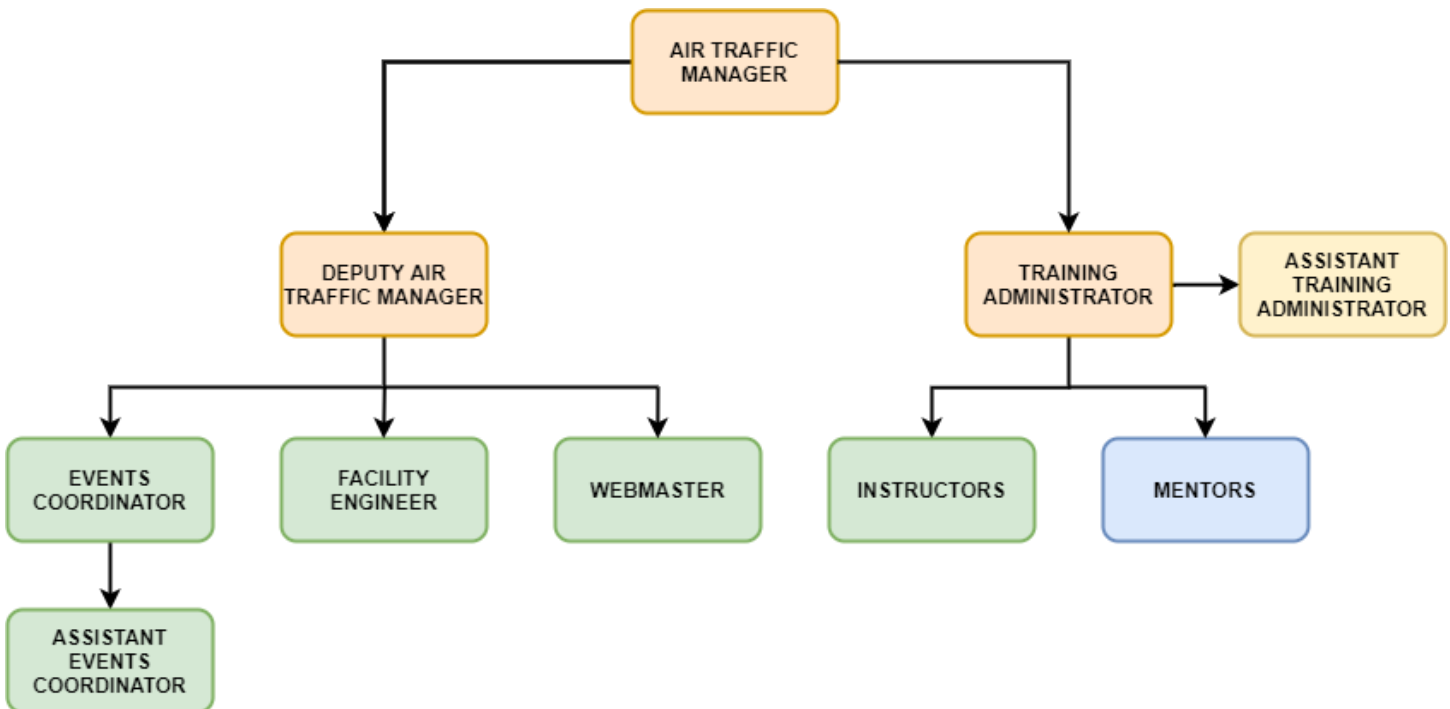 AIR TRAFFIC
MANAGER
DEPUTY AIR
TRAFFIC MANAGER
TRAINING
ADMINISTRATOR
ASSISTANT
TRAINING
ADMINISTRATOR
EVENTS
COORDINATOR
FACILITY
ENGINEER
WEBMASTER
INSTRUCTORS
MENTORS
ASSISTANT
EVENTS
COORDINATOR